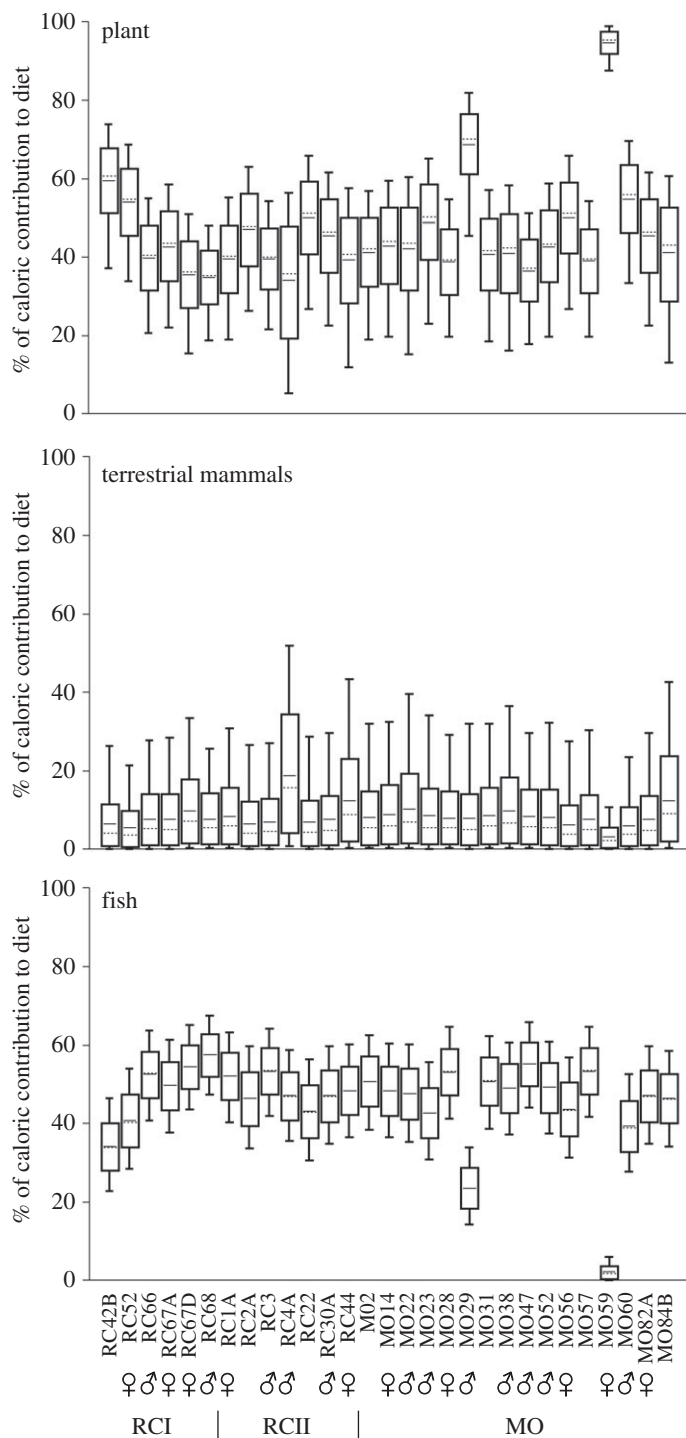 100
plant
80
60
40
20
0
% of caloric contribution to diet
100
terrestrial mammals
80
60
40
20
0
% of caloric contribution to diet
100
fish
80
60
40
20
0
% of caloric contribution to diet
RC42B RC52 RC66 RC67A RC67D RC68 RC1A RC2A RC3 RC4A RC22 RC30A RC44 M02 MO14 MO22 MO23 MO28 MO29 MO31 MO38 MO47 MO52 MO56 MO57 MO59 MO60 MO82A MO84B
♀ ♂ ♀ ♀ ♂ ♀ ♂ ♂ ♂ ♀ ♀ ♂ ♂ ♀ ♂ ♂ ♂ ♂ ♀ ♀ ♂ ♀
RCI RCII MO